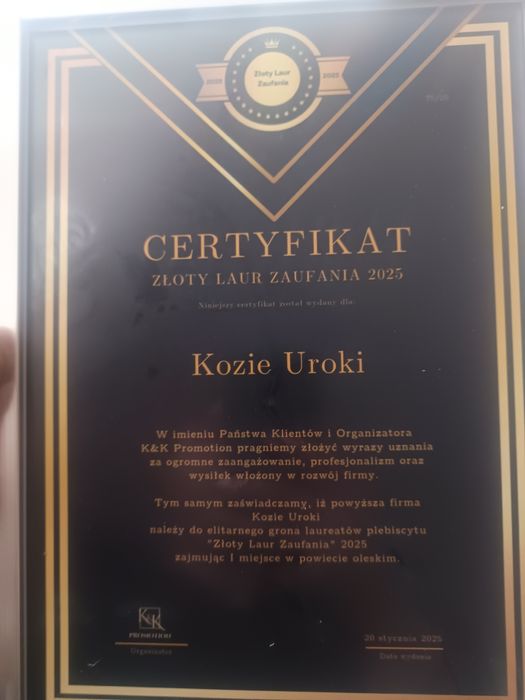 Złoty Laur
Zaufania
2025
2025
CERTYFIKAT
ZŁOTY LAUR ZAUFANIA 2025
Niniejszy certyfikat został wydany dla:
Kozie Uroki
W imieniu Państwa Klientów i Organizatora
K&K Promotion pragniemy złożyć wyrazy uznania
za ogromne zaangażowanie, profesjonalizm oraz
wysiłek włożony w rozwój firmy.
Tym samym zaświadczamy, iż powyższa firma
Kozie Uroki
należy do elitarnego grona laureatów plebiscytu
"Złoty Laur Zaufania" 2025
zajmując I miejsce w powiecie oleskim.
K&K
PROMOTION
Organizator
20 stycznia 2025
Data wydania